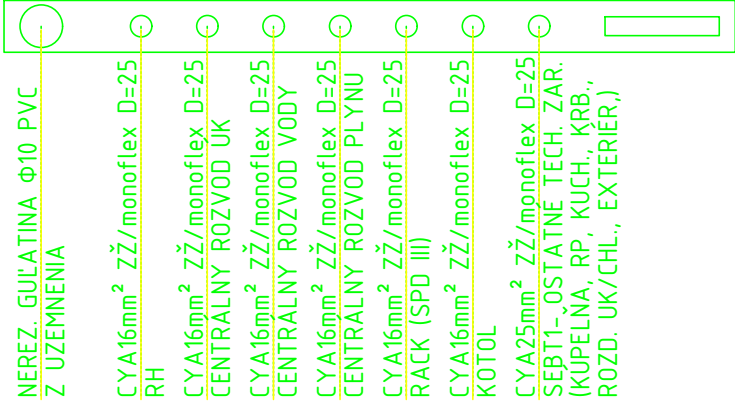 NEREZ. GUĽATINA Φ10 PVC
Z UZEMNENIA
CYA16mm² ZŽ/monoflex D=25
RH
CYA16mm² ZŽ/monoflex D=25
CENTRÁLNY ROZVOD ÚK
CYA16mm² ZŽ/monoflex D=25
CENTRÁLNY ROZVOD VODY
CYA16mm² ZŽ/monoflex D=25
CENTRÁLNY ROZVOD PLYNU
CYA16mm² ZŽ/monoflex D=25
RACK (SPD III)
CYA16mm² ZŽ/monoflex D=25
KOTOL
CYA25mm² ZŽ/monoflex D=25
SEBT1- OSTATNÉ TECH. ZAR.
(KÚPEĽNA, RP, KUCH., KRB.,
ROZD. UK/CHL., EXTERIÉR,)